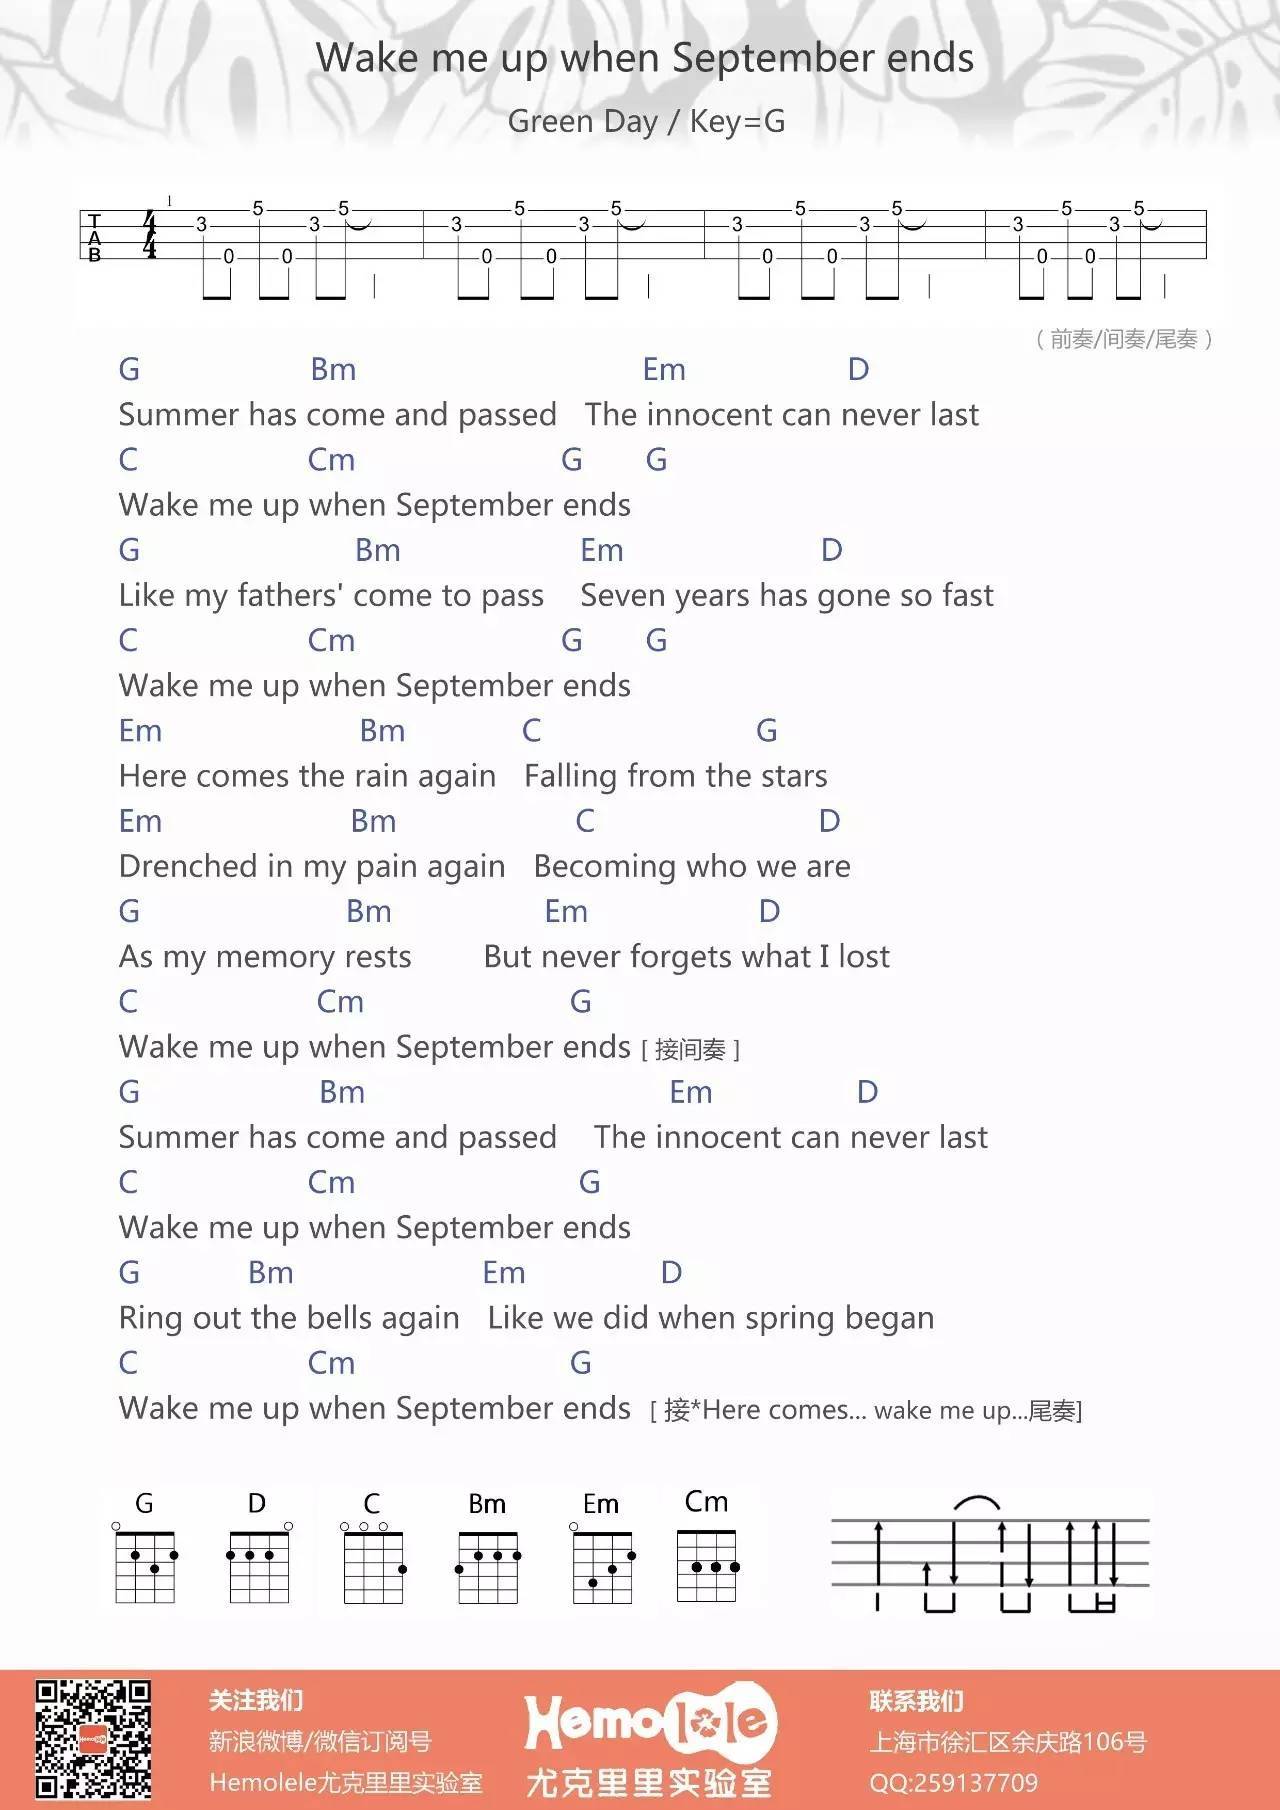 Wake me up when September ends
Green Day / Key=G
1
T 4 3 5 3 5 3 5 3 5 3 5 3 5 3 5 3 5
A
B 4 0 0 0 0 0 0 0 0
( 前奏/间奏/尾奏 )
G Bm Em D
Summer has come and passed The innocent can never last
C Cm G G
Wake me up when September ends
G Bm Em D
Like my fathers' come to pass Seven years has gone so fast
C Cm G G
Wake me up when September ends
Em Bm C G
Here comes the rain again Falling from the stars
Em Bm C D
Drenched in my pain again Becoming who we are
G Bm Em D
As my memory rests But never forgets what I lost
C Cm G
Wake me up when September ends [ 接间奏 ]
G Bm Em D
Summer has come and passed The innocent can never last
C Cm G
Wake me up when September ends
G Bm Em D
Ring out the bells again Like we did when spring began
C Cm G
Wake me up when September ends [ 接*Here comes... wake me up...尾奏]
G D C Bm Em Cm
关注我们
新浪微博/微信订阅号
Hemolele尤克里里实验室
Hemolele
尤克里里实验室
联系我们
上海市徐汇区余庆路106号
QQ:259137709